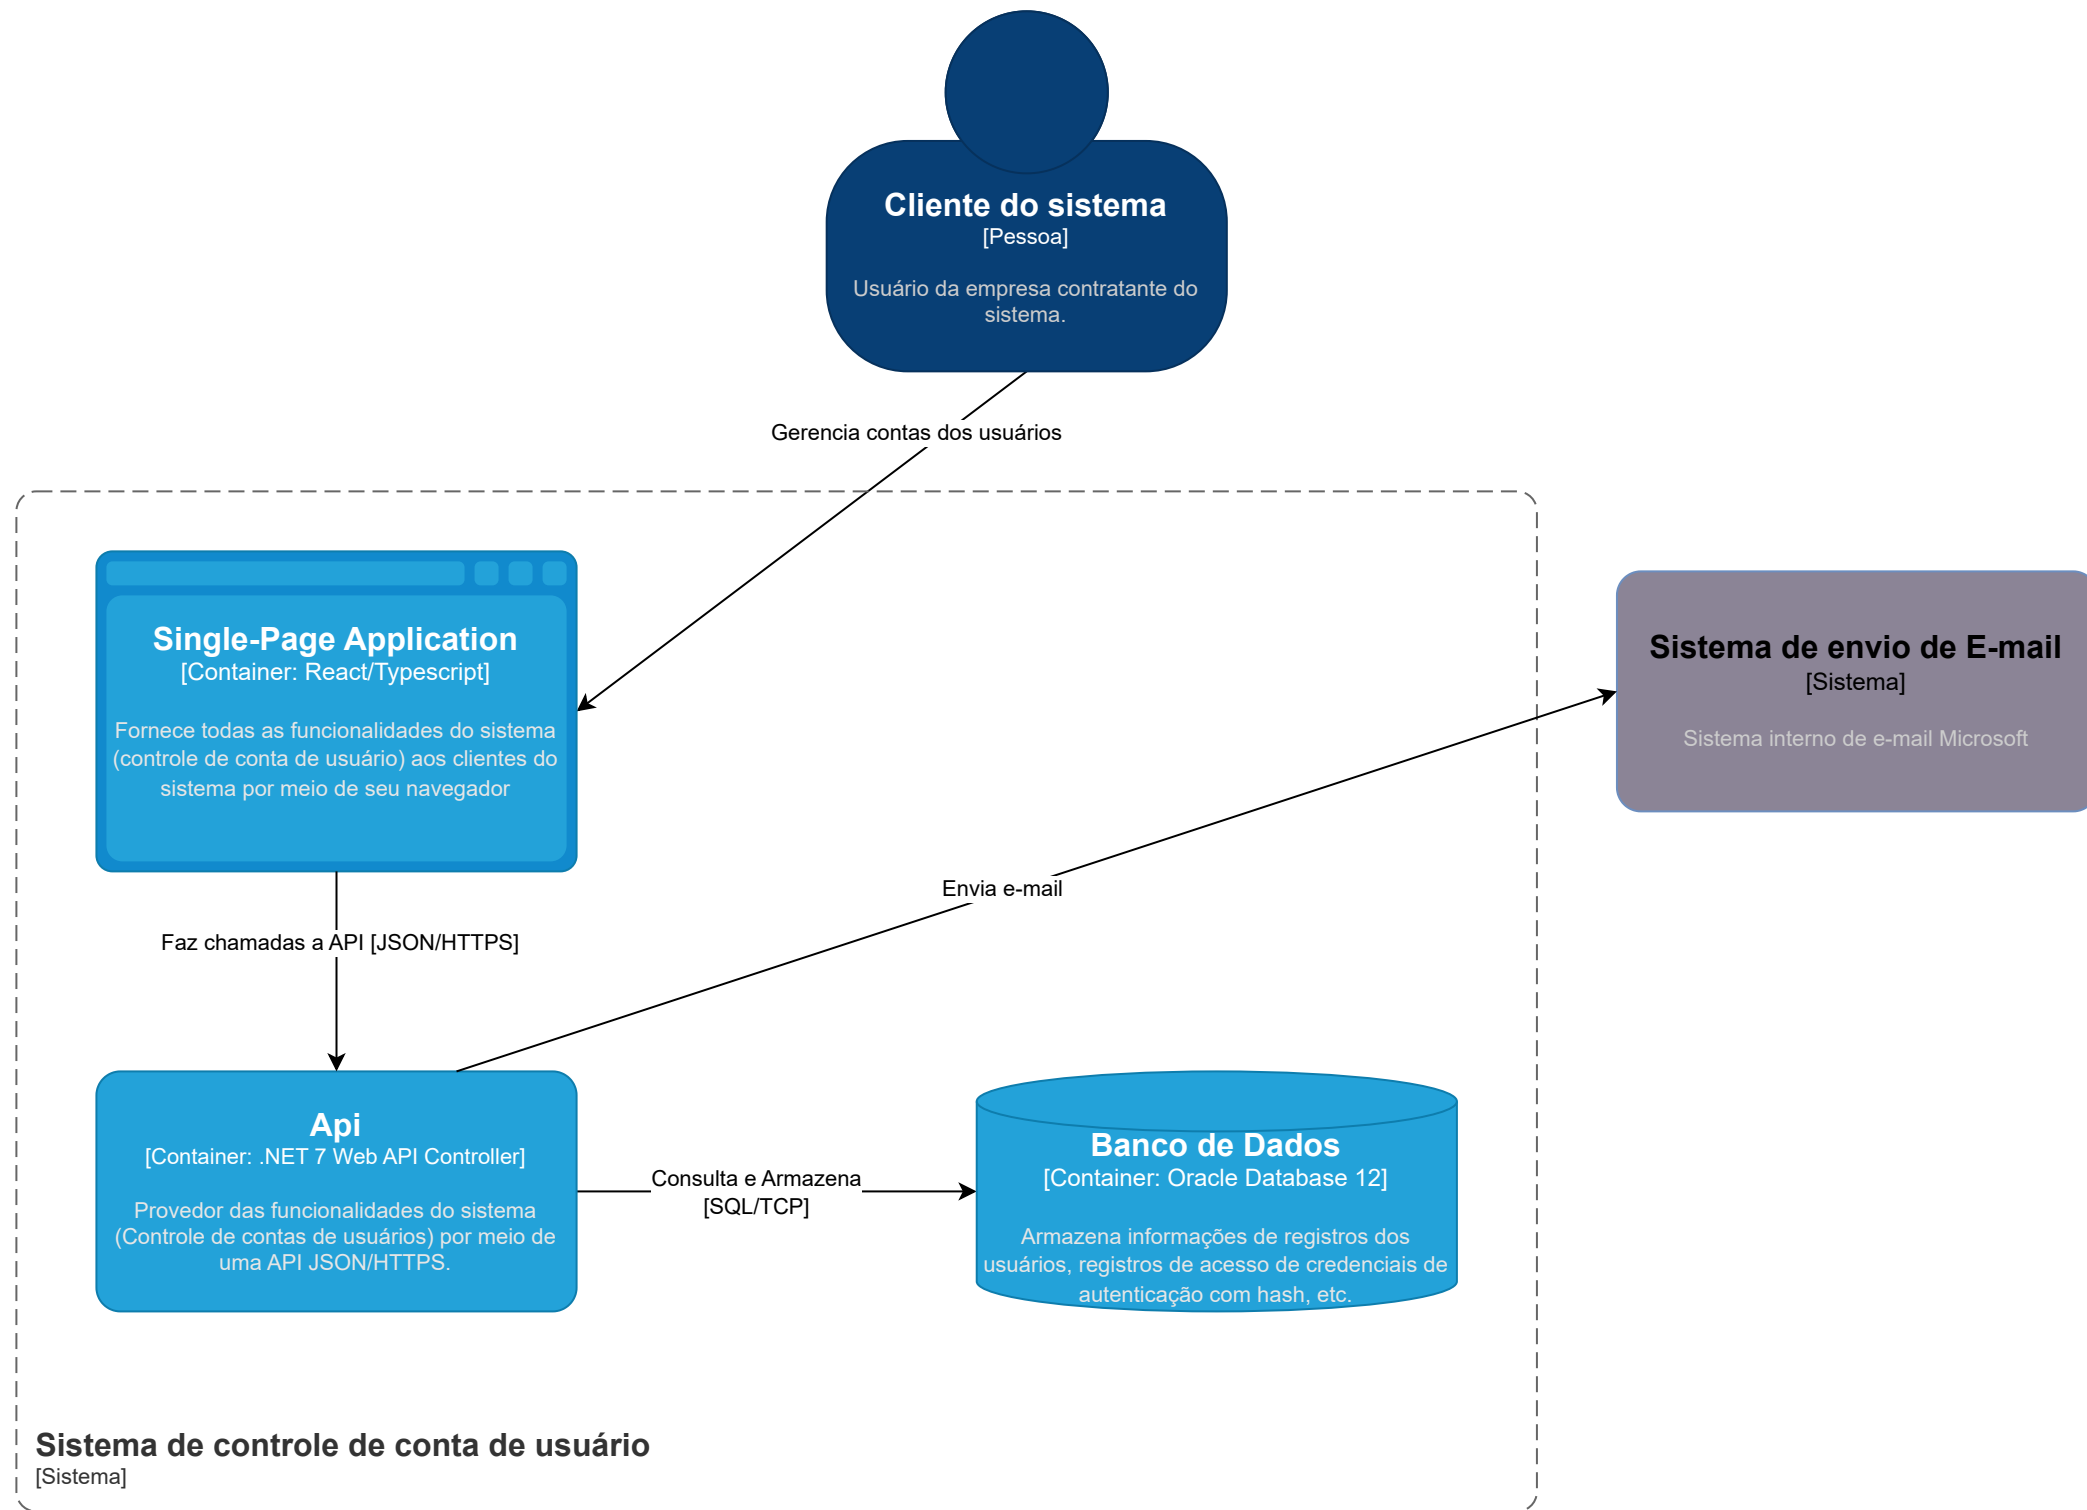 Cliente do sistema
[Pessoa]
Usuário da empresa contratante do
sistema.
Gerencia contas dos usuários
Single-Page Application
[Container: React/Typescript]
Fornece todas as funcionalidades do sistema
(controle de conta de usuário) aos clientes do
sistema por meio de seu navegador
Sistema de envio de E-mail
[Sistema]
Sistema interno de e-mail Microsoft
Envia e-mail
Faz chamadas a API [JSON/HTTPS]
Api
[Container: .NET 7 Web API Controller]
Provedor das funcionalidades do sistema
(Controle de contas de usuários) por meio de
uma API JSON/HTTPS.
Consulta e Armazena
[SQL/TCP]
Banco de Dados
[Container: Oracle Database 12]
Armazena informações de registros dos
usuários, registros de acesso de credenciais de
autenticação com hash, etc.
Sistema de controle de conta de usuário
[Sistema]